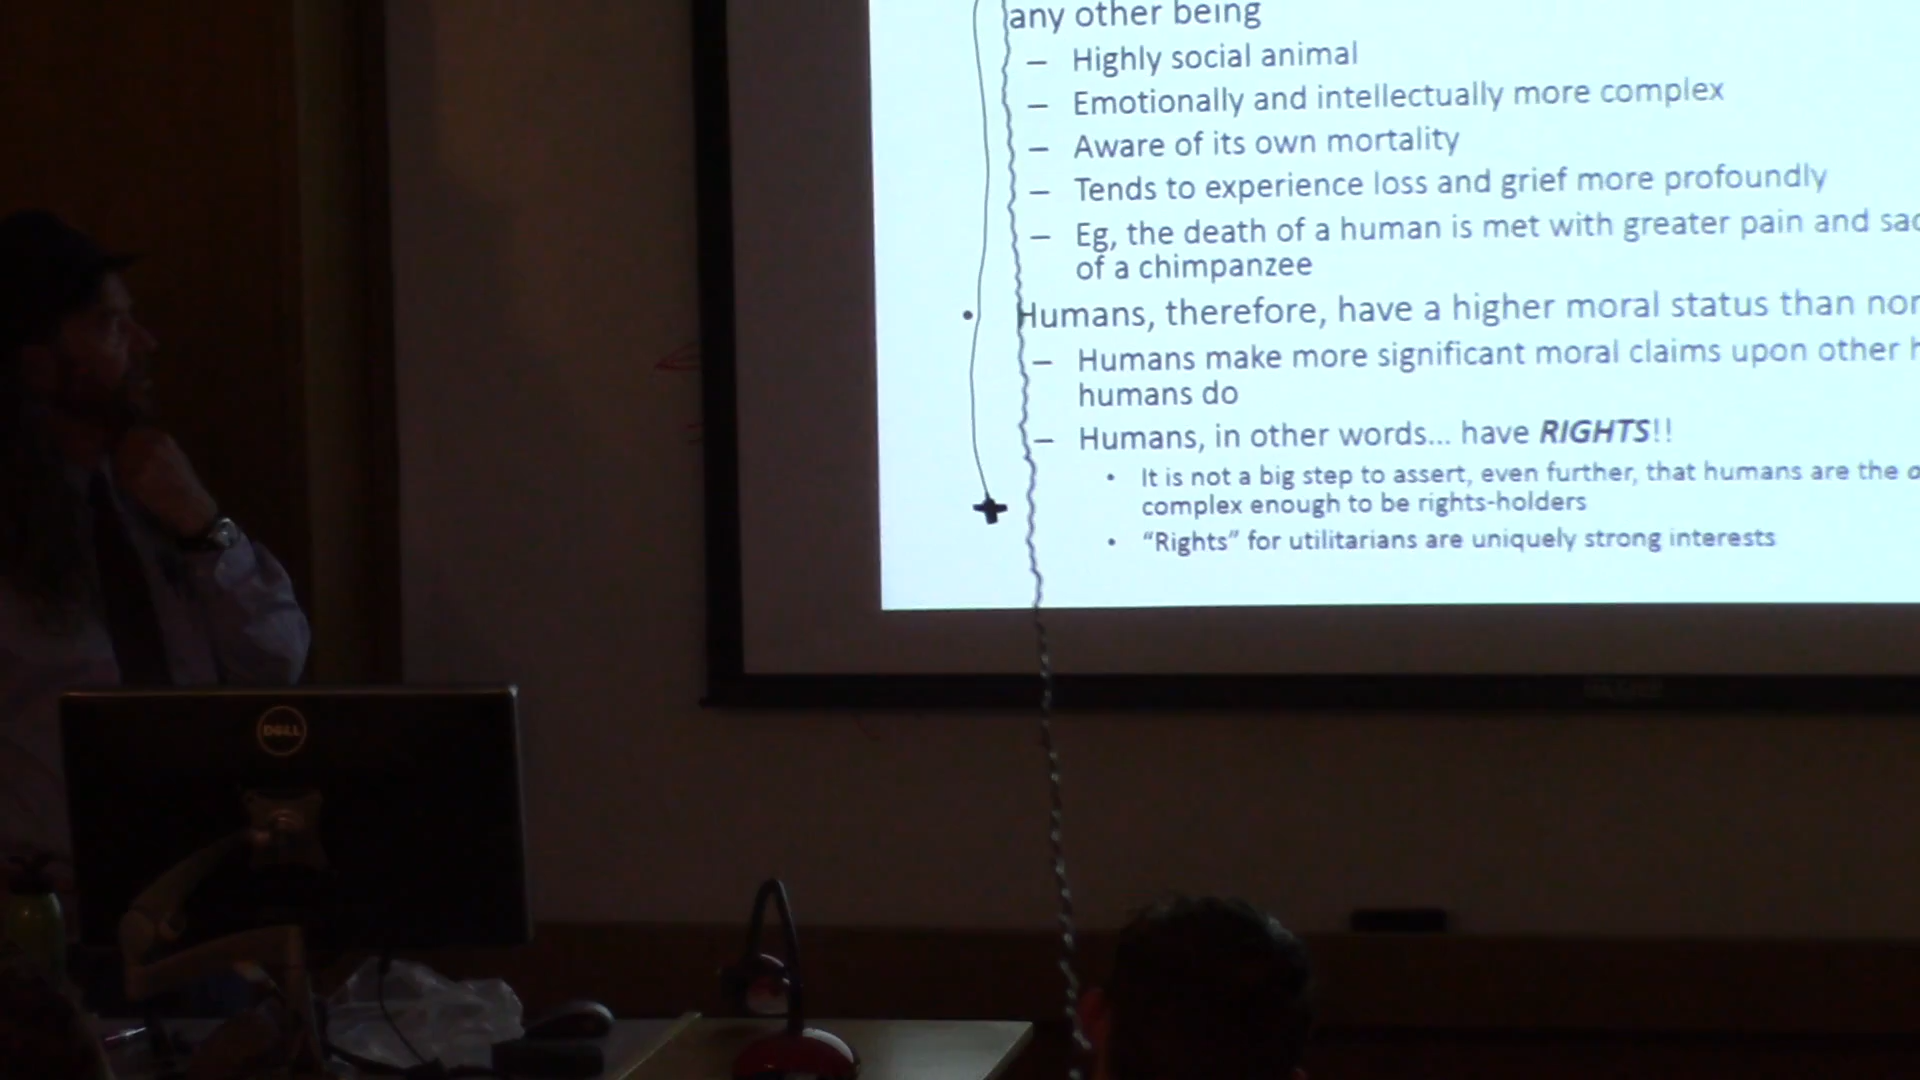 any other being
– Highly social animal
– Emotionally and intellectually more complex
– Aware of its own mortality
– Tends to experience loss and grief more profoundly
– Eg, the death of a human is met with greater pain and
of a chimpanzee
• Humans, therefore, have a higher moral status than
– Humans make more significant moral claims upon other
humans do
– Humans, in other words... have RIGHTS!!
• It is not a big step to assert, even further, that humans are the
complex enough to be rights-holders
• “Rights” for utilitarians are uniquely strong interests
DELL